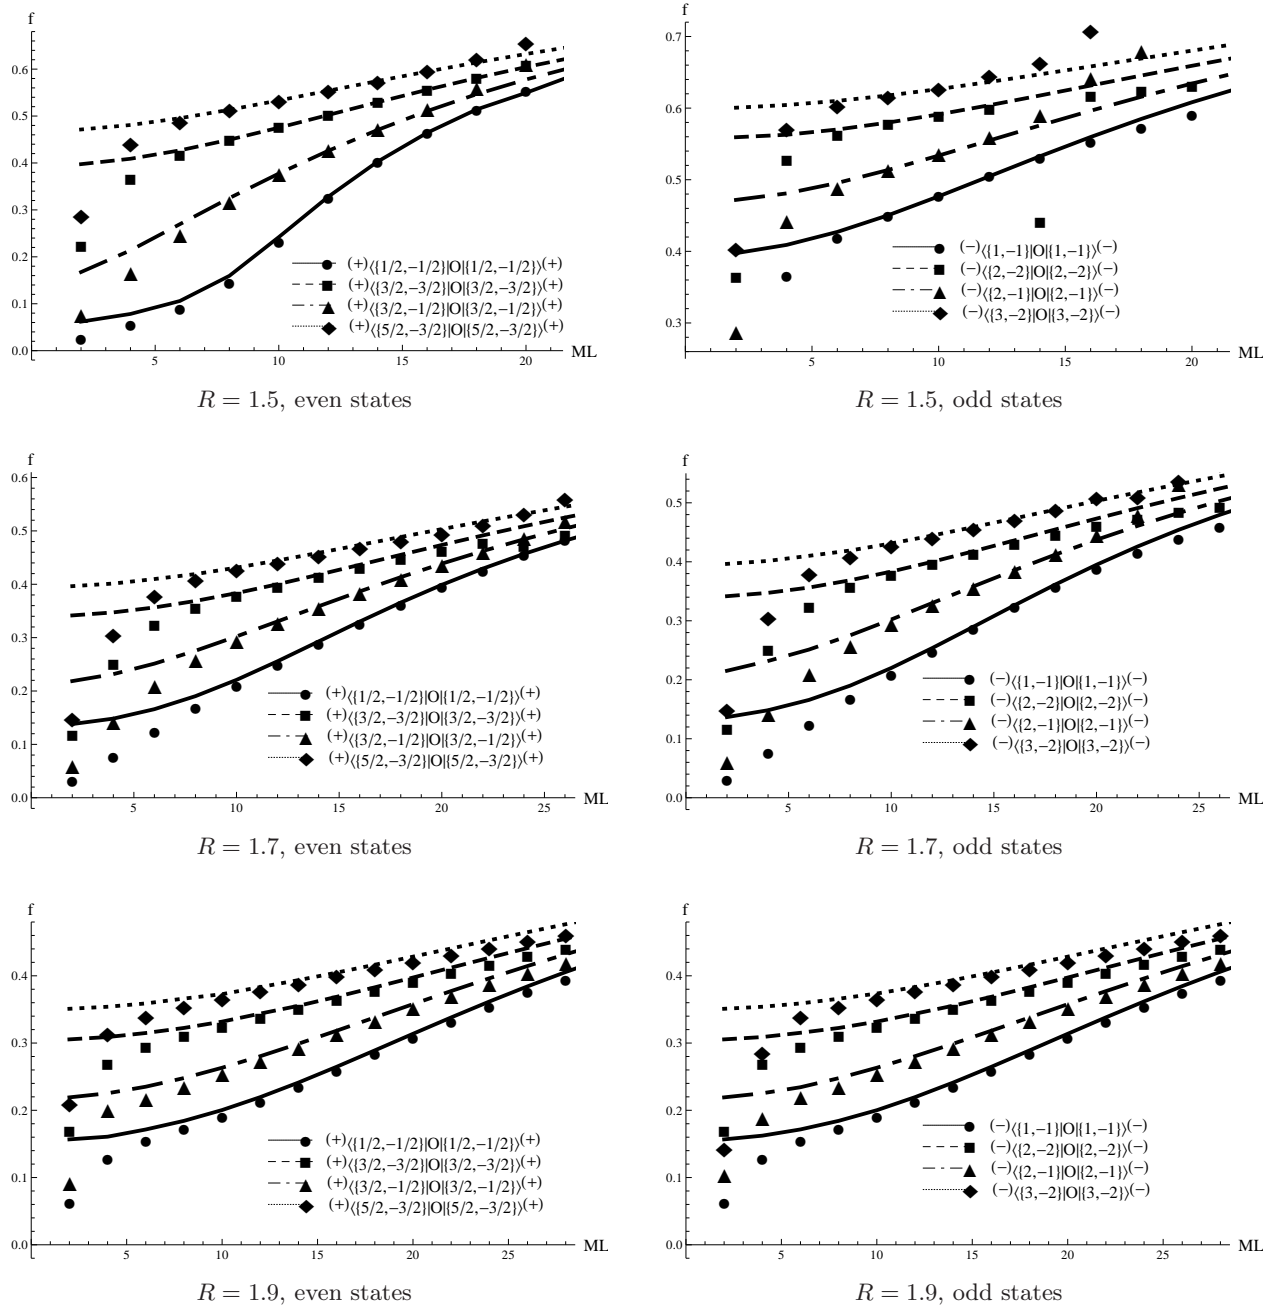 f
0.6
0.5
0.4
0.3
0.2
0.1
0.0
5
10
15
20
ML
(+)⟨{1/2,−1/2}|O|{1/2,−1/2}⟩(+)
(+)⟨{3/2,−3/2}|O|{3/2,−3/2}⟩(+)
(+)⟨{3/2,−1/2}|O|{3/2,−1/2}⟩(+)
(+)⟨{5/2,−3/2}|O|{5/2,−3/2}⟩(+)
R = 1.5, even states
f
0.7
0.6
0.5
0.4
0.3
5
10
15
20
ML
(−)⟨{1,−1}|O|{1,−1}⟩(−)
(−)⟨{2,−2}|O|{2,−2}⟩(−)
(−)⟨{2,−1}|O|{2,−1}⟩(−)
(−)⟨{3,−2}|O|{3,−2}⟩(−)
R = 1.5, odd states
f
0.6
0.5
0.4
0.3
0.2
0.1
0.0
5
10
15
20
25
ML
(+)⟨{1/2,−1/2}|O|{1/2,−1/2}⟩(+)
(+)⟨{3/2,−3/2}|O|{3/2,−3/2}⟩(+)
(+)⟨{3/2,−1/2}|O|{3/2,−1/2}⟩(+)
(+)⟨{5/2,−3/2}|O|{5/2,−3/2}⟩(+)
R = 1.7, even states
f
0.5
0.4
0.3
0.2
0.1
0.0
5
10
15
20
25
ML
(−)⟨{1,−1}|O|{1,−1}⟩(−)
(−)⟨{2,−2}|O|{2,−2}⟩(−)
(−)⟨{2,−1}|O|{2,−1}⟩(−)
(−)⟨{3,−2}|O|{3,−2}⟩(−)
R = 1.7, odd states
f
0.4
0.3
0.2
0.1
0.0
5
10
15
20
25
ML
(+)⟨{1/2,−1/2}|O|{1/2,−1/2}⟩(+)
(+)⟨{3/2,−3/2}|O|{3/2,−3/2}⟩(+)
(+)⟨{3/2,−1/2}|O|{3/2,−1/2}⟩(+)
(+)⟨{5/2,−3/2}|O|{5/2,−3/2}⟩(+)
R = 1.9, even states
f
0.4
0.3
0.2
0.1
0.0
5
10
15
20
25
ML
(−)⟨{1,−1}|O|{1,−1}⟩(−)
(−)⟨{2,−2}|O|{2,−2}⟩(−)
(−)⟨{2,−1}|O|{2,−1}⟩(−)
(−)⟨{3,−2}|O|{3,−2}⟩(−)
R = 1.9, odd states